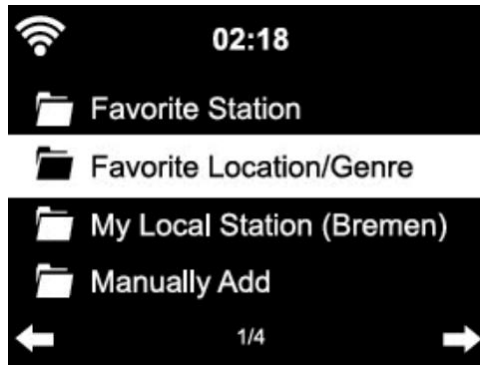 02:18
Favorite Station
Favorite Location/Genre
My Local Station (Bremen)
Manually Add
1/4